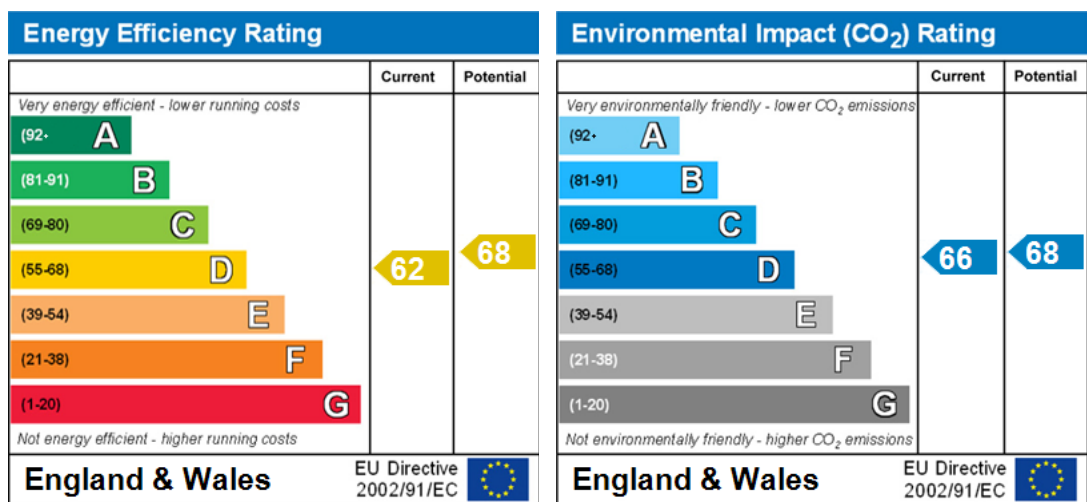 Energy Efficiency Rating
Current Potential
Very energy efficient - lower running costs
(92+ A
(81-91) B
(69-80) C
(55-68) D
(39-54) E
(21-38) F
(1-20) G
62
68
Not energy efficient - higher running costs
England & Wales
EU Directive
2002/91/EC
Environmental Impact (CO₂) Rating
Current Potential
Very environmentally friendly - lower CO₂ emissions
(92+ A
(81-91) B
(69-80) C
(55-68) D
(39-54) E
(21-38) F
(1-20) G
66
68
Not environmentally friendly - higher CO₂ emissions
England & Wales
EU Directive
2002/91/EC